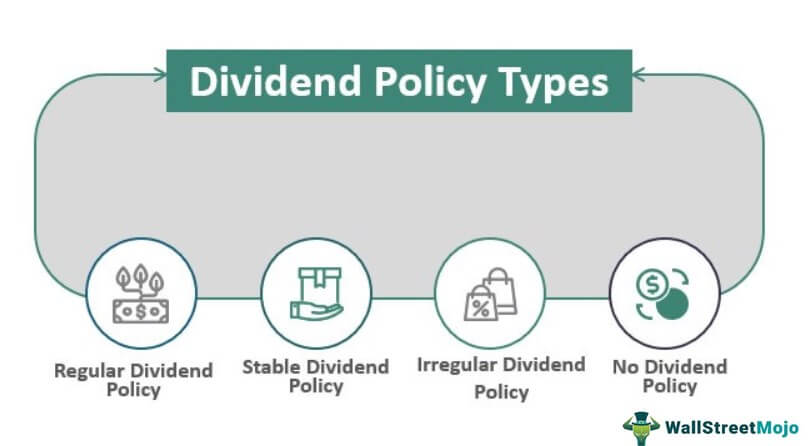 Dividend Policy Types
$
%
$
Regular Dividend
Policy
Stable Dividend
Policy
Irregular Dividend
Policy
No Dividend
Policy
WallStreetMojo